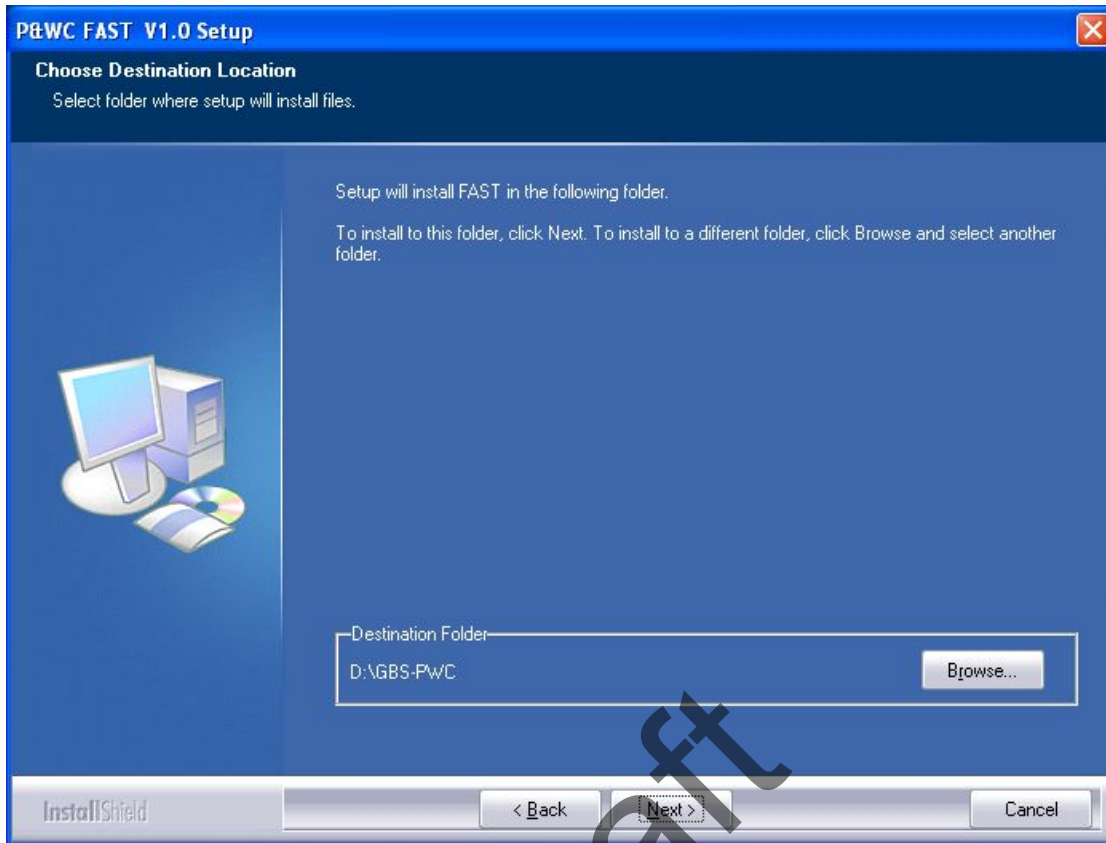 P&WC FAST V1.0 Setup
Choose Destination Location
Select folder where setup will install files.
Setup will install FAST in the following folder.
To install to this folder, click Next. To install to a different folder, click Browse and select another
folder.
Destination Folder
D:\GBS-PWC
Browse...
InstallShield
< Back
Next >
Cancel
aft